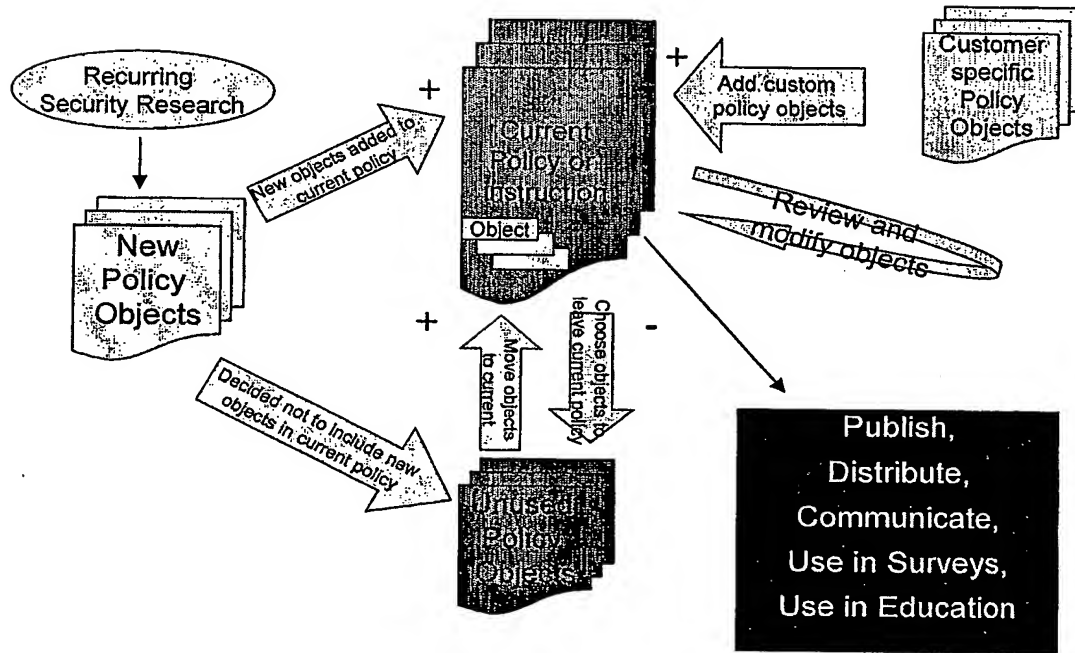 Recurring
Security Research
New
Policy
Objects
New objects added to
current policy
Decided not to include new
objects in current policy
+
Current
Policy or
Instruction
Object
+
Add custom
policy objects
Customer
specific
Policy
Objects
Review and
modify objects
+
Move objects
to current
Choose objects to
leave current policy
-
Unused
Policy
Objects
Publish,
Distribute,
Communicate,
Use in Surveys,
Use in Education